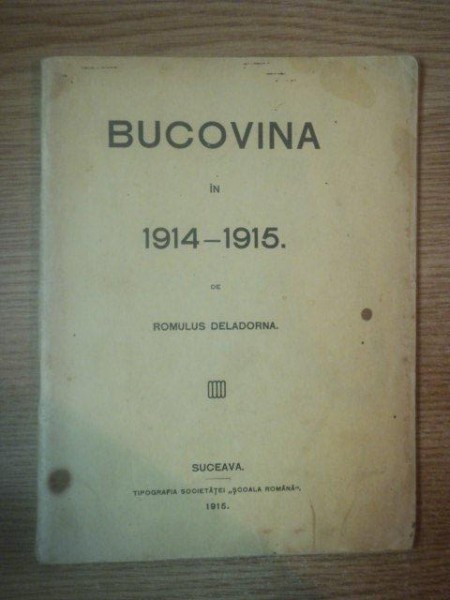 BUCOVINA
ÎN
1914–1915.
DE
ROMULUS DELADORNA.
SUCEAVA.
TIPOGRAFIA SOCIETĂȚEI „ȘCOALA ROMÂNĂ”.
1915.